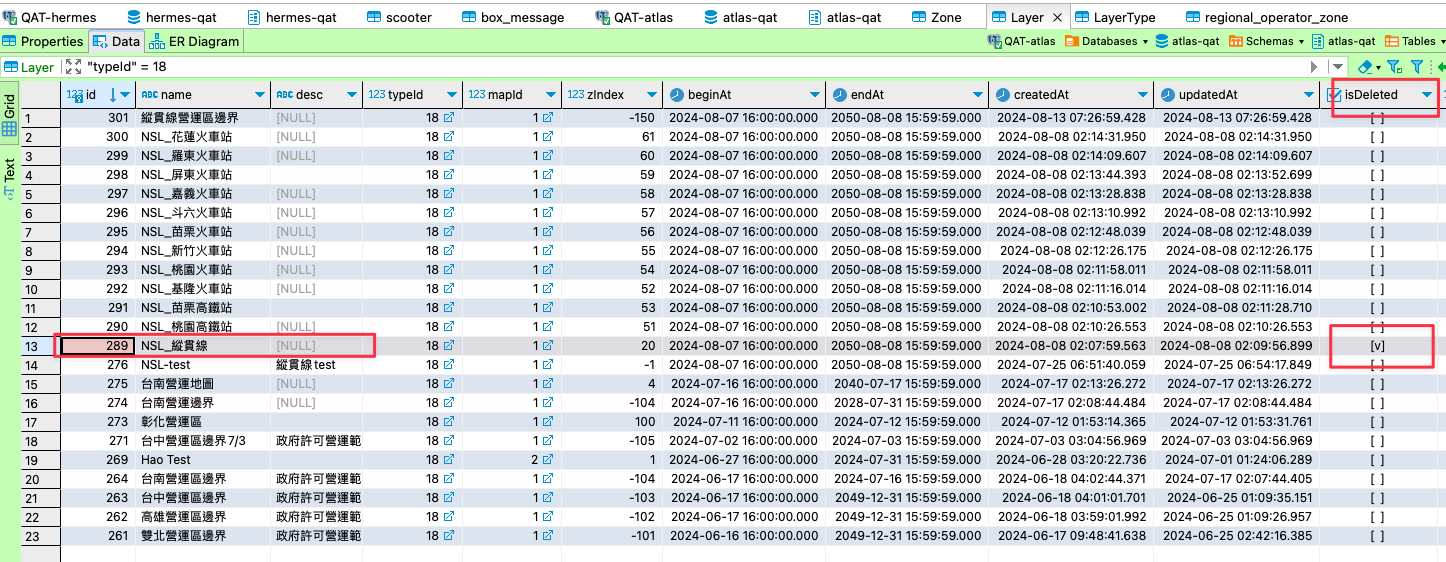 QAT-hermes hermes-qat hermes-qat scooter box_message QAT-atlas atlas-qat atlas-qat Zone Layer LayerType regional_operator_zone
Properties Data ER Diagram QAT-atlas Databases atlas-qat Schemas atlas-qat Tables
Layer "typeId" = 18
Grid
Text
123 id ABC name ABC desc 123 typeId 123 mapId 123 zIndex beginAt endAt createdAt updatedAt isDeleted
1 301 縱貫線營運區邊界 [NULL] 18 1 -150 2024-08-07 16:00:00.000 2050-08-08 15:59:59.000 2024-08-13 07:26:59.428 2024-08-13 07:26:59.428 [ ]
2 300 NSL_花蓮火車站 [NULL] 18 1 61 2024-08-07 16:00:00.000 2050-08-08 15:59:59.000 2024-08-08 02:14:31.950 2024-08-08 02:14:31.950 [ ]
3 299 NSL_羅東火車站 [NULL] 18 1 60 2024-08-07 16:00:00.000 2050-08-08 15:59:59.000 2024-08-08 02:14:09.607 2024-08-08 02:14:09.607 [ ]
4 298 NSL_屏東火車站 18 1 59 2024-08-07 16:00:00.000 2050-08-08 15:59:59.000 2024-08-08 02:13:44.393 2024-08-08 02:13:52.699 [ ]
5 297 NSL_嘉義火車站 [NULL] 18 1 58 2024-08-07 16:00:00.000 2050-08-08 15:59:59.000 2024-08-08 02:13:28.838 2024-08-08 02:13:28.838 [ ]
6 296 NSL_斗六火車站 [NULL] 18 1 57 2024-08-07 16:00:00.000 2050-08-08 15:59:59.000 2024-08-08 02:13:10.992 2024-08-08 02:13:10.992 [ ]
7 295 NSL_苗栗火車站 [NULL] 18 1 56 2024-08-07 16:00:00.000 2050-08-08 15:59:59.000 2024-08-08 02:12:48.039 2024-08-08 02:12:48.039 [ ]
8 294 NSL_新竹火車站 [NULL] 18 1 55 2024-08-07 16:00:00.000 2050-08-08 15:59:59.000 2024-08-08 02:12:26.175 2024-08-08 02:12:26.175 [ ]
9 293 NSL_桃園火車站 [NULL] 18 1 54 2024-08-07 16:00:00.000 2050-08-08 15:59:59.000 2024-08-08 02:11:58.011 2024-08-08 02:11:58.011 [ ]
10 292 NSL_基隆火車站 [NULL] 18 1 52 2024-08-07 16:00:00.000 2050-08-08 15:59:59.000 2024-08-08 02:11:16.014 2024-08-08 02:11:16.014 [ ]
11 291 NSL_苗栗高鐵站 18 1 53 2024-08-07 16:00:00.000 2050-08-08 15:59:59.000 2024-08-08 02:10:53.002 2024-08-08 02:11:28.710 [ ]
12 290 NSL_桃園高鐵站 [NULL] 18 1 51 2024-08-07 16:00:00.000 2050-08-08 15:59:59.000 2024-08-08 02:10:26.553 2024-08-08 02:10:26.553 [ ]
13 289 NSL_縱貫線 [NULL] 18 1 20 2024-08-07 16:00:00.000 2050-08-08 15:59:59.000 2024-08-08 02:07:59.563 2024-08-08 02:09:56.899 [v]
14 276 NSL-test 縱貫線test 18 1 -1 2024-08-07 16:00:00.000 2050-08-07 15:59:59.000 2024-07-25 06:51:40.059 2024-07-25 06:54:17.849 [ ]
15 275 台南營運地圖 [NULL] 18 1 4 2024-07-16 16:00:00.000 2040-07-17 15:59:59.000 2024-07-17 02:13:26.272 2024-07-17 02:13:26.272 [ ]
16 274 台南營運邊界 [NULL] 18 1 -104 2024-07-16 16:00:00.000 2028-07-31 15:59:59.000 2024-07-17 02:08:44.484 2024-07-17 02:08:44.484 [ ]
17 273 彰化營運區 18 1 100 2024-07-11 16:00:00.000 2032-07-12 15:59:59.000 2024-07-12 01:53:14.365 2024-07-12 01:53:31.761 [ ]
18 271 台中營運區邊界7/3 政府許可營運範 18 1 -105 2024-07-02 16:00:00.000 2040-07-03 15:59:59.000 2024-07-03 03:04:56.969 2024-07-03 03:04:56.969 [ ]
19 269 Hao Test 18 2 1 2024-06-27 16:00:00.000 2034-06-30 15:59:59.000 2024-06-28 03:20:22.736 2024-07-01 01:24:06.289 [ ]
20 264 台南營運區邊界 政府許可營運範 18 1 -104 2024-06-17 16:00:00.000 2049-12-31 15:59:59.000 2024-06-18 04:02:44.371 2024-07-17 02:07:44.405 [ ]
21 263 台中營運區邊界 政府許可營運範 18 1 -103 2024-06-17 16:00:00.000 2049-12-31 15:59:59.000 2024-06-18 04:01:01.701 2024-06-25 01:09:35.151 [ ]
22 262 高雄營運區邊界 政府許可營運範 18 1 -102 2024-06-17 16:00:00.000 2049-12-31 15:59:59.000 2024-06-18 03:59:01.992 2024-06-25 01:09:26.957 [ ]
23 261 雙北營運區邊界 政府許可營運範 18 1 -101 2024-06-16 16:00:00.000 2049-12-31 15:59:59.000 2024-06-17 09:48:41.638 2024-06-25 02:42:16.385 [ ]